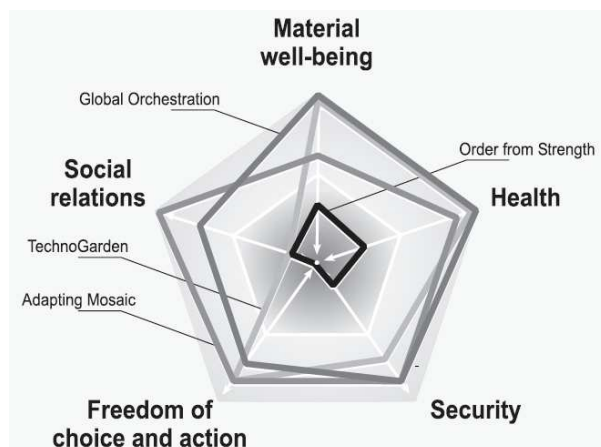 Material
well-being
Global Orchestration
Order from Strength
Social
relations
Health
TechnoGarden
Adapting Mosaic
Freedom of
choice and action
Security